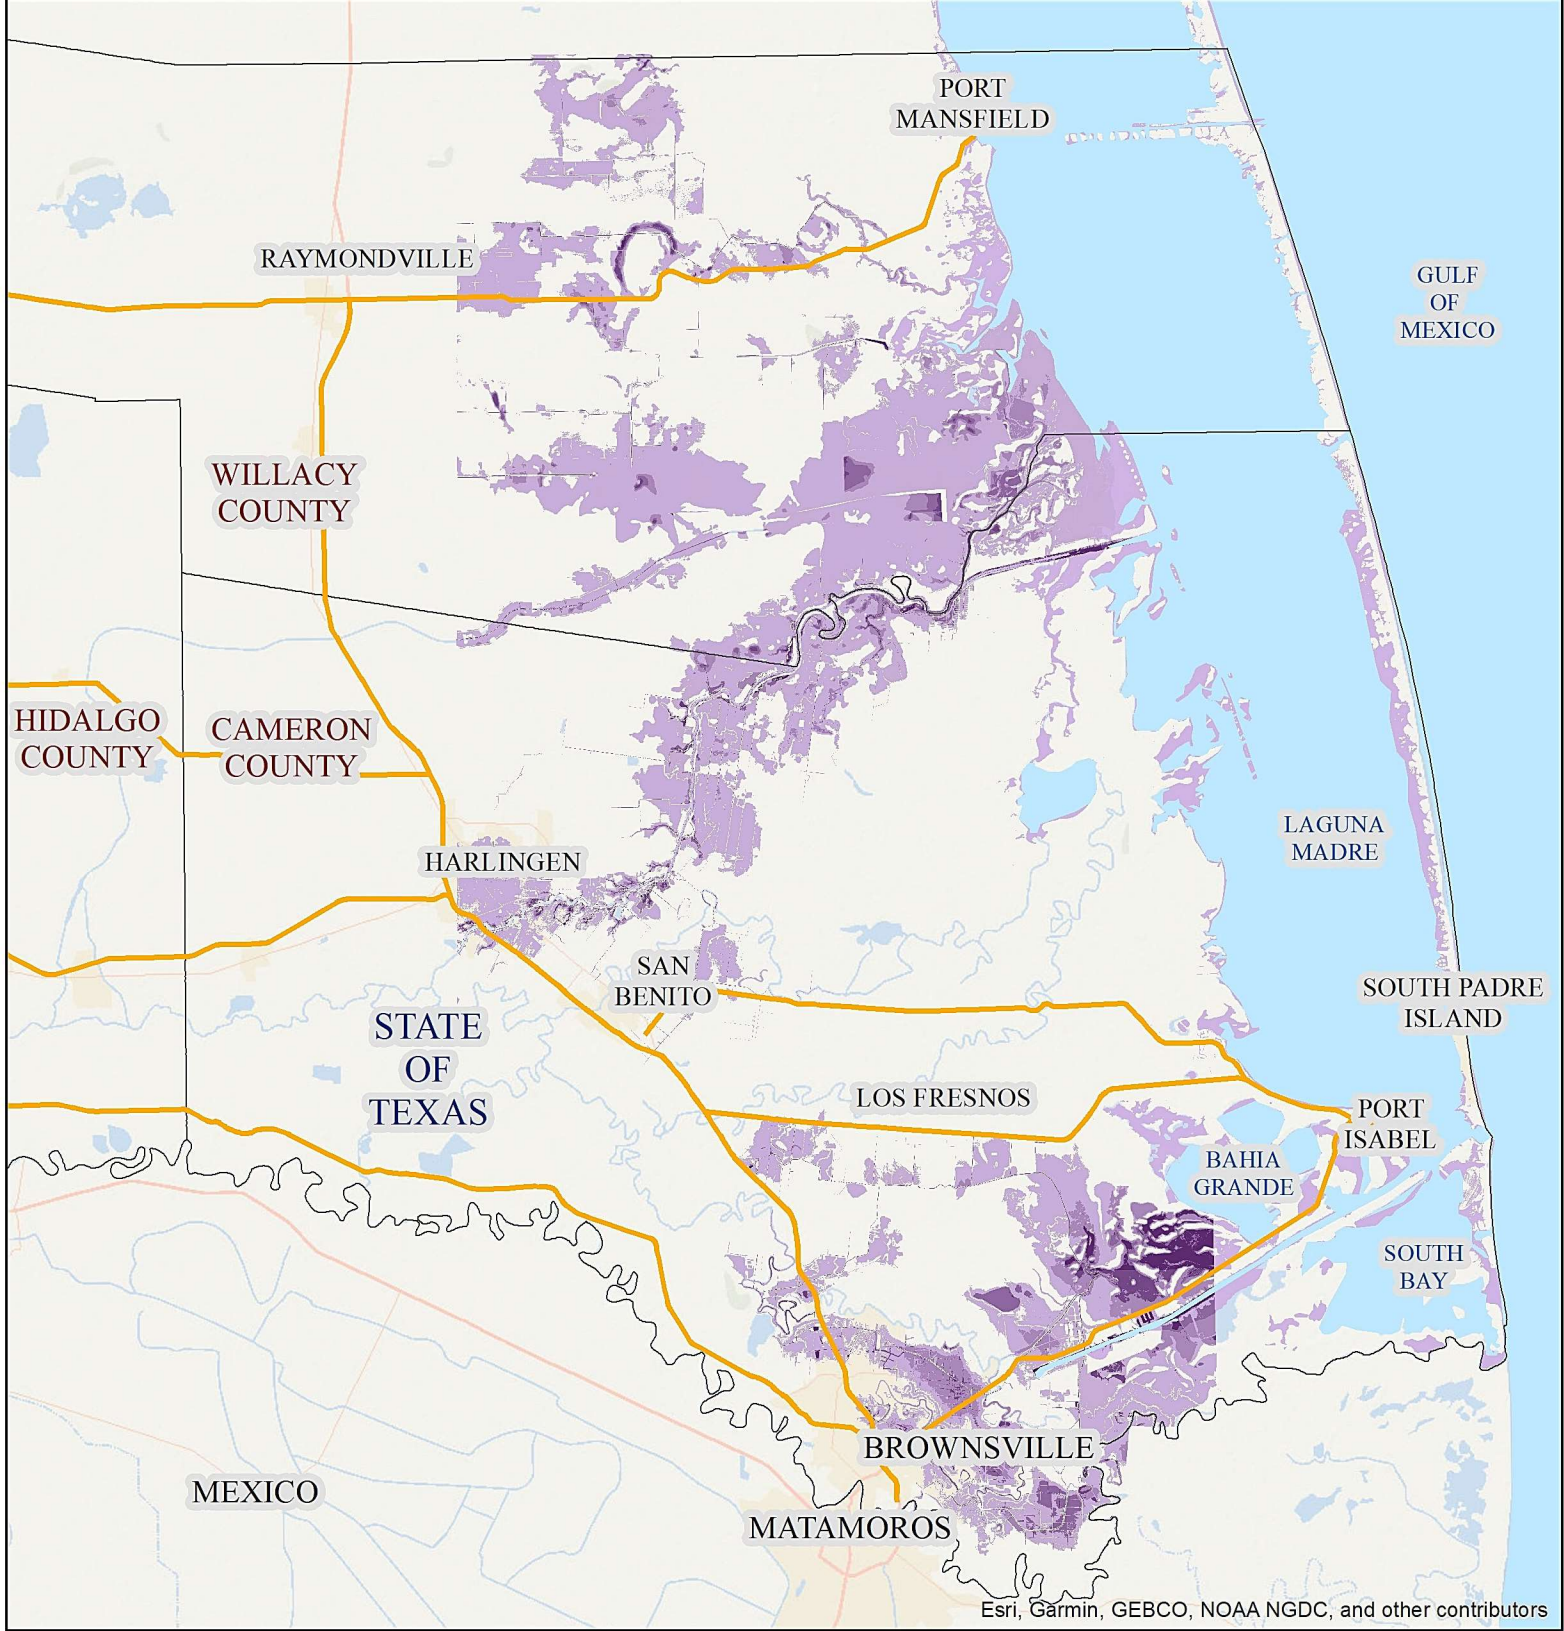 PORT
MANSFIELD
RAYMONDVILLE
GULF
OF
MEXICO
WILLACY
COUNTY
HIDALGO
COUNTY
CAMERON
COUNTY
LAGUNA
MADRE
HARLINGEN
SAN
BENITO
SOUTH PADRE
ISLAND
STATE
OF
TEXAS
LOS FRESNOS
PORT
ISABEL
BAHIA
GRANDE
SOUTH
BAY
BROWNSVILLE
MEXICO
MATAMOROS
Esri, Garmin, GEBCO, NOAA NGDC, and other contributors